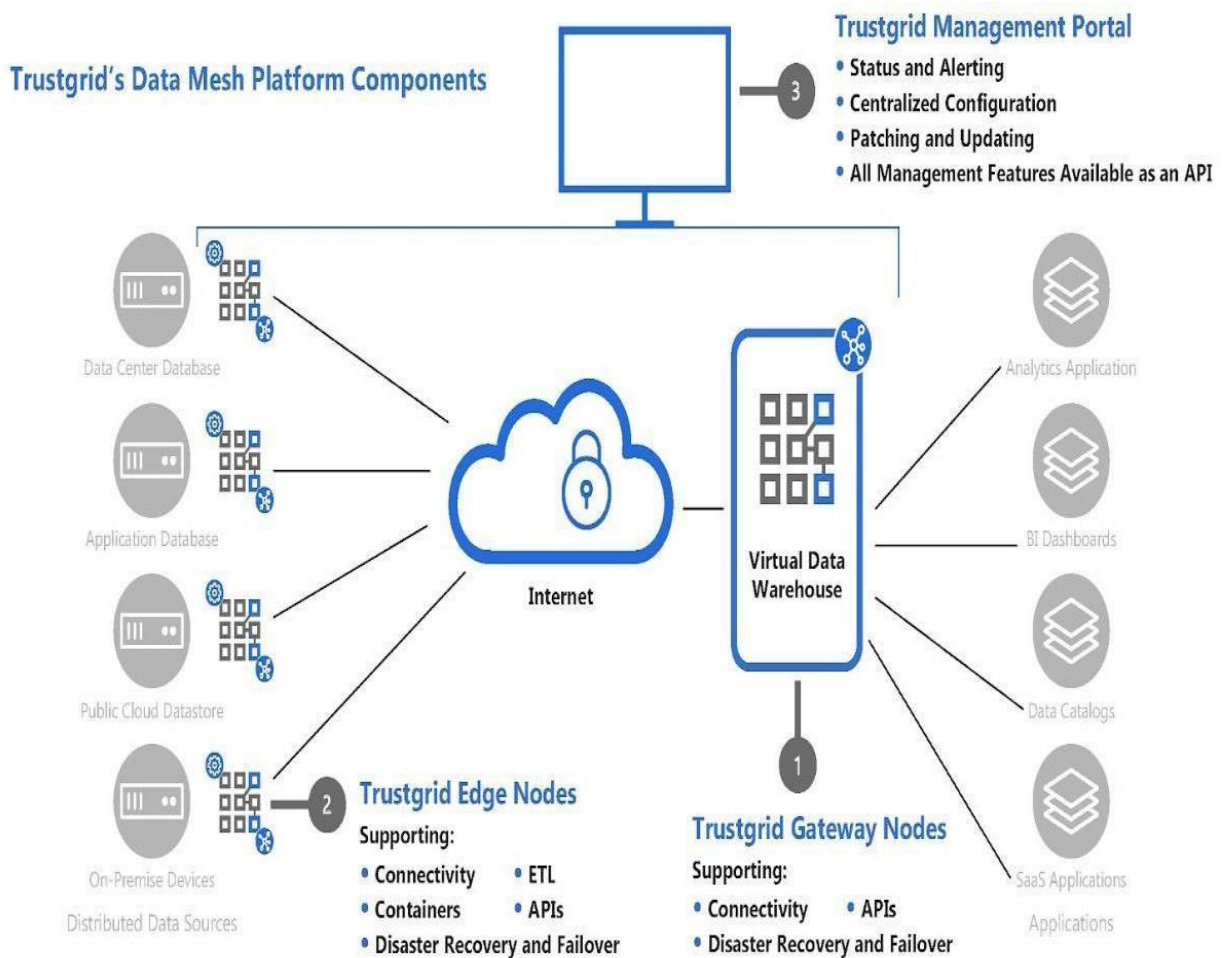 Trustgrid's Data Mesh Platform Components
Trustgrid Management Portal
• Status and Alerting
• Centralized Configuration
• Patching and Updating
• All Management Features Available as an API
3
Data Center Database
Application Database
Public Cloud Datastore
On-Premise Devices
Distributed Data Sources
Internet
Virtual Data
Warehouse
Analytics Application
BI Dashboards
Data Catalogs
SaaS Applications
Applications
2
Trustgrid Edge Nodes
Supporting:
• Connectivity • ETL
• Containers • APIs
• Disaster Recovery and Failover
1
Trustgrid Gateway Nodes
Supporting:
• Connectivity • APIs
• Disaster Recovery and Failover